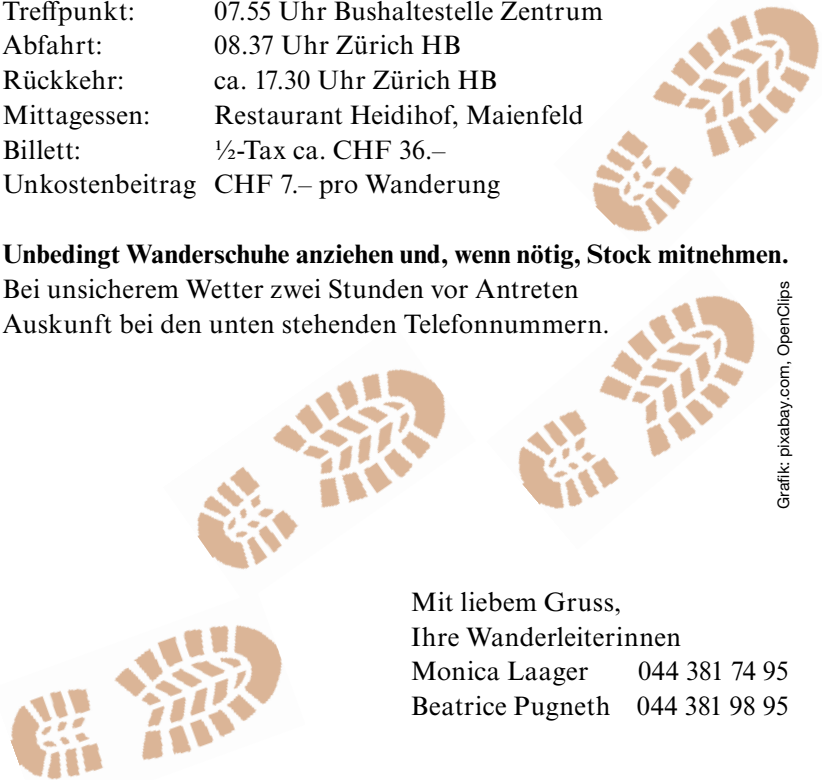 Treffpunkt: 07.55 Uhr Bushaltestelle Zentrum
Abfahrt: 08.37 Uhr Zürich HB
Rückkehr: ca. 17.30 Uhr Zürich HB
Mittagessen: Restaurant Heidihof, Maienfeld
Billett: ½-Tax ca. CHF 36.–
Unkostenbeitrag CHF 7.– pro Wanderung
Unbedingt Wanderschuhe anziehen und, wenn nötig, Stock mitnehmen.
Bei unsicherem Wetter zwei Stunden vor Antreten
Auskunft bei den unten stehenden Telefonnummern.
Grafik: pixabay.com, OpenClips
Mit liebem Gruss,
Ihre Wanderleiterinnen
Monica Laager 044 381 74 95
Beatrice Pugneth 044 381 98 95